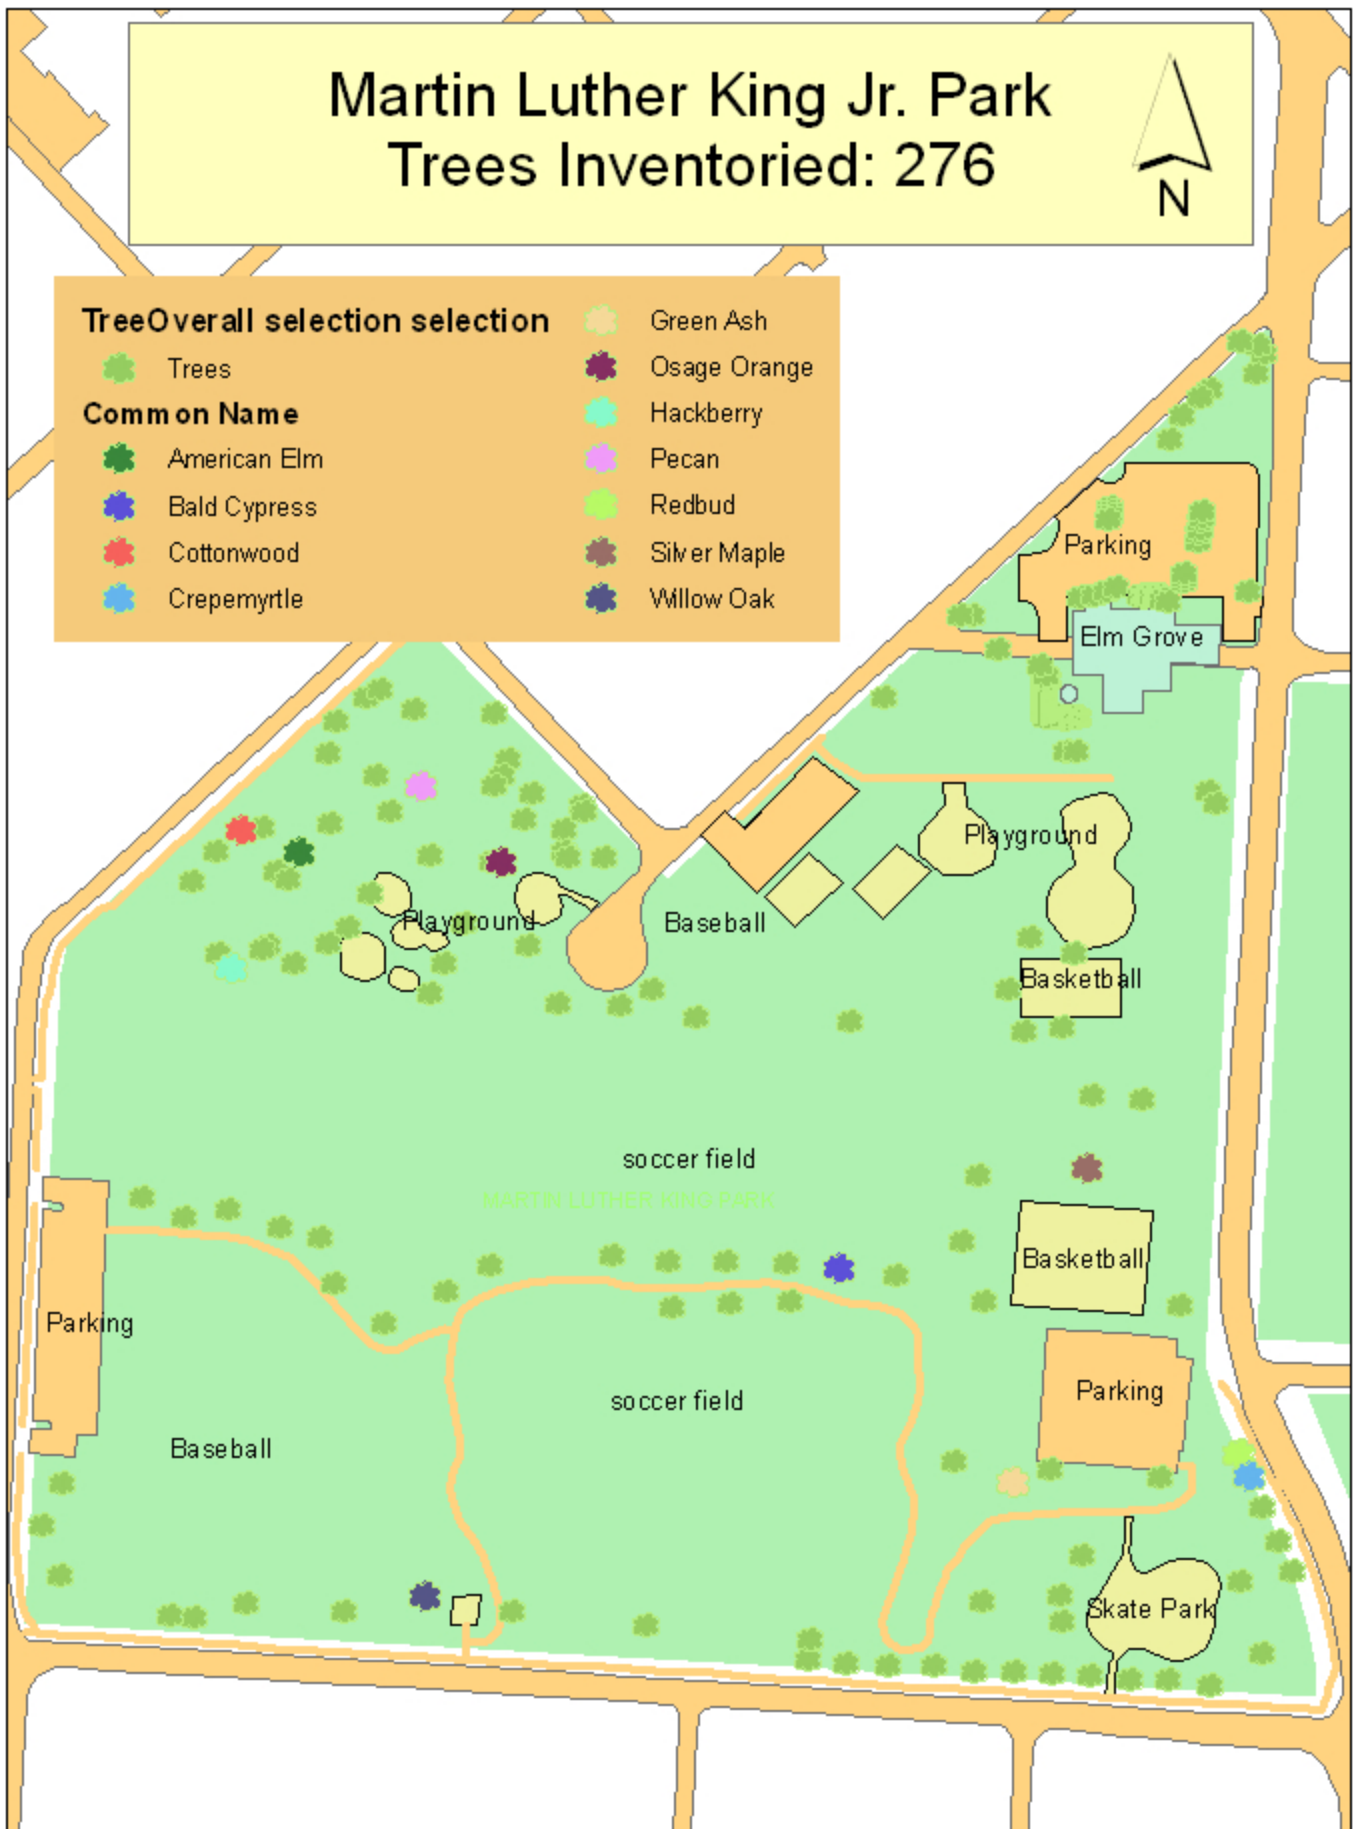 Martin Luther King Jr. Park
Trees Inventoried: 276
N
TreeOverall selection selection
Trees
Common Name
American Elm
Bald Cypress
Cottonwood
Crepemyrtle
Green Ash
Osage Orange
Hackberry
Pecan
Redbud
Silver Maple
Willow Oak
Parking
Elm Grove
Playground
Playground
Baseball
Basketball
soccer field
MARTIN LUTHER KING PARK
Basketball
Parking
Parking
soccer field
Baseball
Skate Park